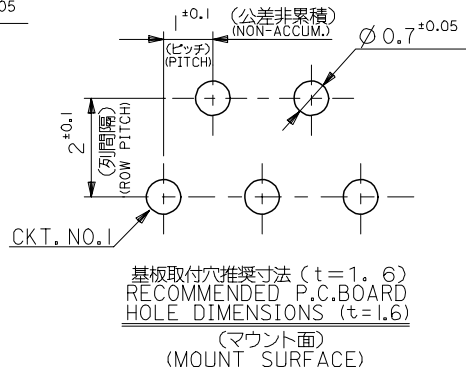 05
1 ±0.1
(公差非累積)
(NON-ACCUM.)
(ピッチ)
(PITCH)
Ø 0.7 ±0.05
2 ±0.1
(列間隔)
(ROW PITCH)
CKT. NO.1
基板取付穴推奨寸法 (t=1. 6)
RECOMMENDED P.C.BOARD
HOLE DIMENSIONS (t=1.6)
(マウント面)
(MOUNT SURFACE)